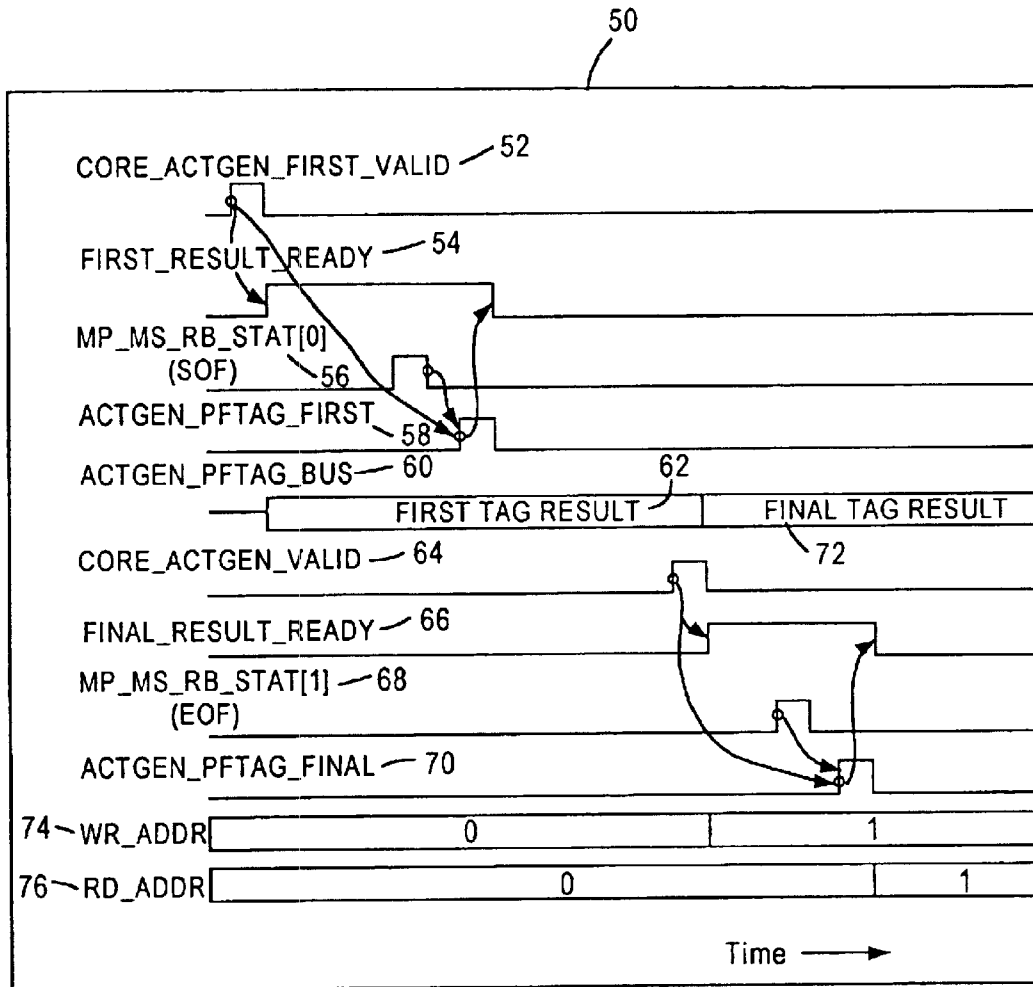 50
CORE_ACTGEN_FIRST_VALID 52
FIRST_RESULT_READY 54
MP_MS_RB_STAT[0]
(SOF) 56
ACTGEN_PFTAG_FIRST 58
ACTGEN_PFTAG_BUS 60
62
FIRST TAG RESULT FINAL TAG RESULT
72
CORE_ACTGEN_VALID 64
FINAL_RESULT_READY 66
MP_MS_RB_STAT[1] 68
(EOF)
ACTGEN_PFTAG_FINAL 70
74 WR_ADDR 0 1
76 RD_ADDR 0 1
Time